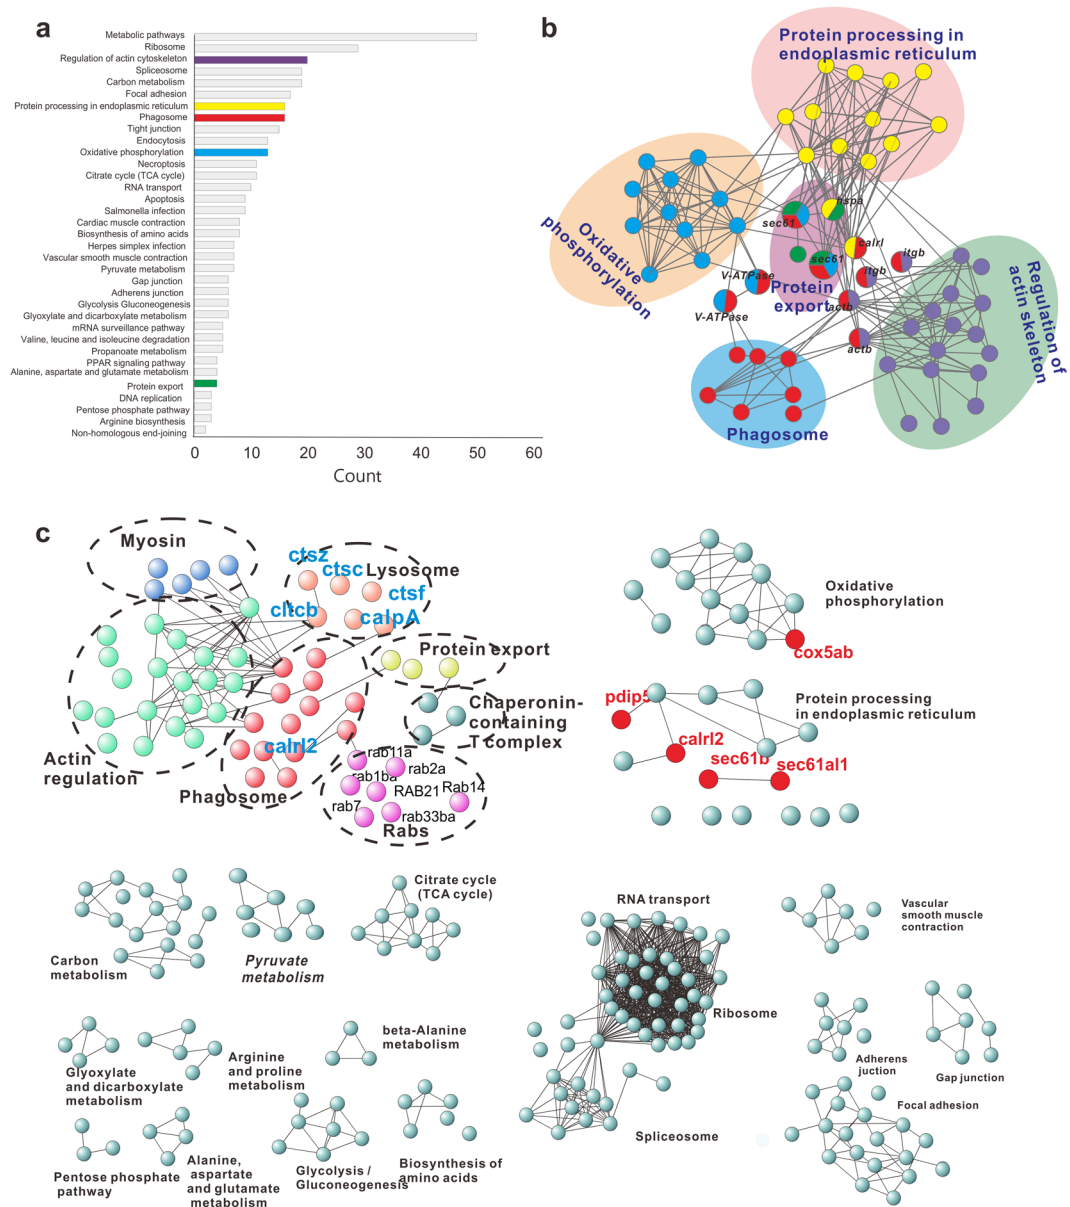 a
Metabolic pathways
Ribosome
Regulation of actin cytoskeleton
Spliceosome
Carbon metabolism
Focal adhesion
Protein processing in endoplasmic reticulum
Phagosome
Tight junction
Endocytosis
Oxidative phosphorylation
Necroptosis
Citrate cycle (TCA cycle)
RNA transport
Apoptosis
Salmonella infection
Cardiac muscle contraction
Biosynthesis of amino acids
Herpes simplex infection
Vascular smooth muscle contraction
Pyruvate metabolism
Gap junction
Adherens junction
Glycolysis Gluconeogenesis
Glyoxylate and dicarboxylate metabolism
mRNA surveillance pathway
Valine, leucine and isoleucine degradation
Propanoate metabolism
PPAR signaling pathway
Alanine, aspartate and glutamate metabolism
Protein export
DNA replication
Pentose phosphate pathway
Arginine biosynthesis
Non-homologous end-joining
0 10 20 30 40 50 60
Count
b
Protein processing in
endoplasmic reticulum
Oxidative
phosphorylation
hspa
sec61
calrl
itgb
sec61
itgb
V-ATPase
Protein
export
actb
V-ATPase
actb
Regulation of
actin skeleton
Phagosome
c
Myosin
ctsz
ctsc
Lysosome
ctsf
cltcb
calpA
Protein export
Chaperonin-
containing
T complex
Actin
regulation
calrl2
Phagosome
rab11a
rab2a
rab1ba
RAB21
Rab14
rab7
rab33ba
Rabs
Oxidative
phosphorylation
cox5ab
Protein processing
in endoplasmic reticulum
pdip5
calrl2
sec61b
sec61al1
Carbon
metabolism
Pyruvate
metabolism
Citrate cycle
(TCA cycle)
Glyoxylate
and dicarboxylate
metabolism
Arginine
and proline
metabolism
beta-Alanine
metabolism
Pentose phosphate
pathway
Alanine,
aspartate
and glutamate
metabolism
Glycolysis /
Gluconeogenesis
Biosynthesis of
amino acids
RNA transport
Ribosome
Spliceosome
Vascular
smooth muscle
contraction
Adherens
juction
Gap junction
Focal adhesion